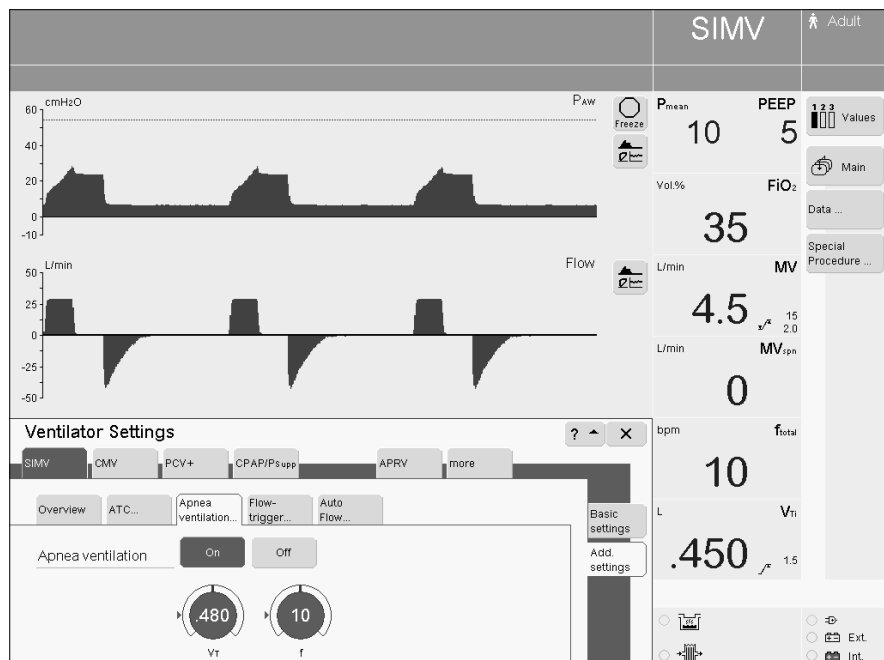 SIMV
Adult
cmH2O
PAW
60
40
20
0
-10
Freeze
L/min
Flow
50
25
0
-25
-50
Pmean PEEP
10 5
Vol.% FiO2
35
L/min MV
4.5 15
2.0
L/min MVspn
0
bpm ftotal
10
L VTi
.450 1.5
1 2 3
Values
Main
Data ...
Special
Procedure ...
Ventilator Settings
? ×
SIMV CMV PCV+ CPAP/Psupp APRV more
Overview ATC... Apnea
ventilation... Flow-
trigger... Auto
Flow...
Basic
settings
Add.
settings
Apnea ventilation On Off
.480 10
VT f
Ext.
Int.